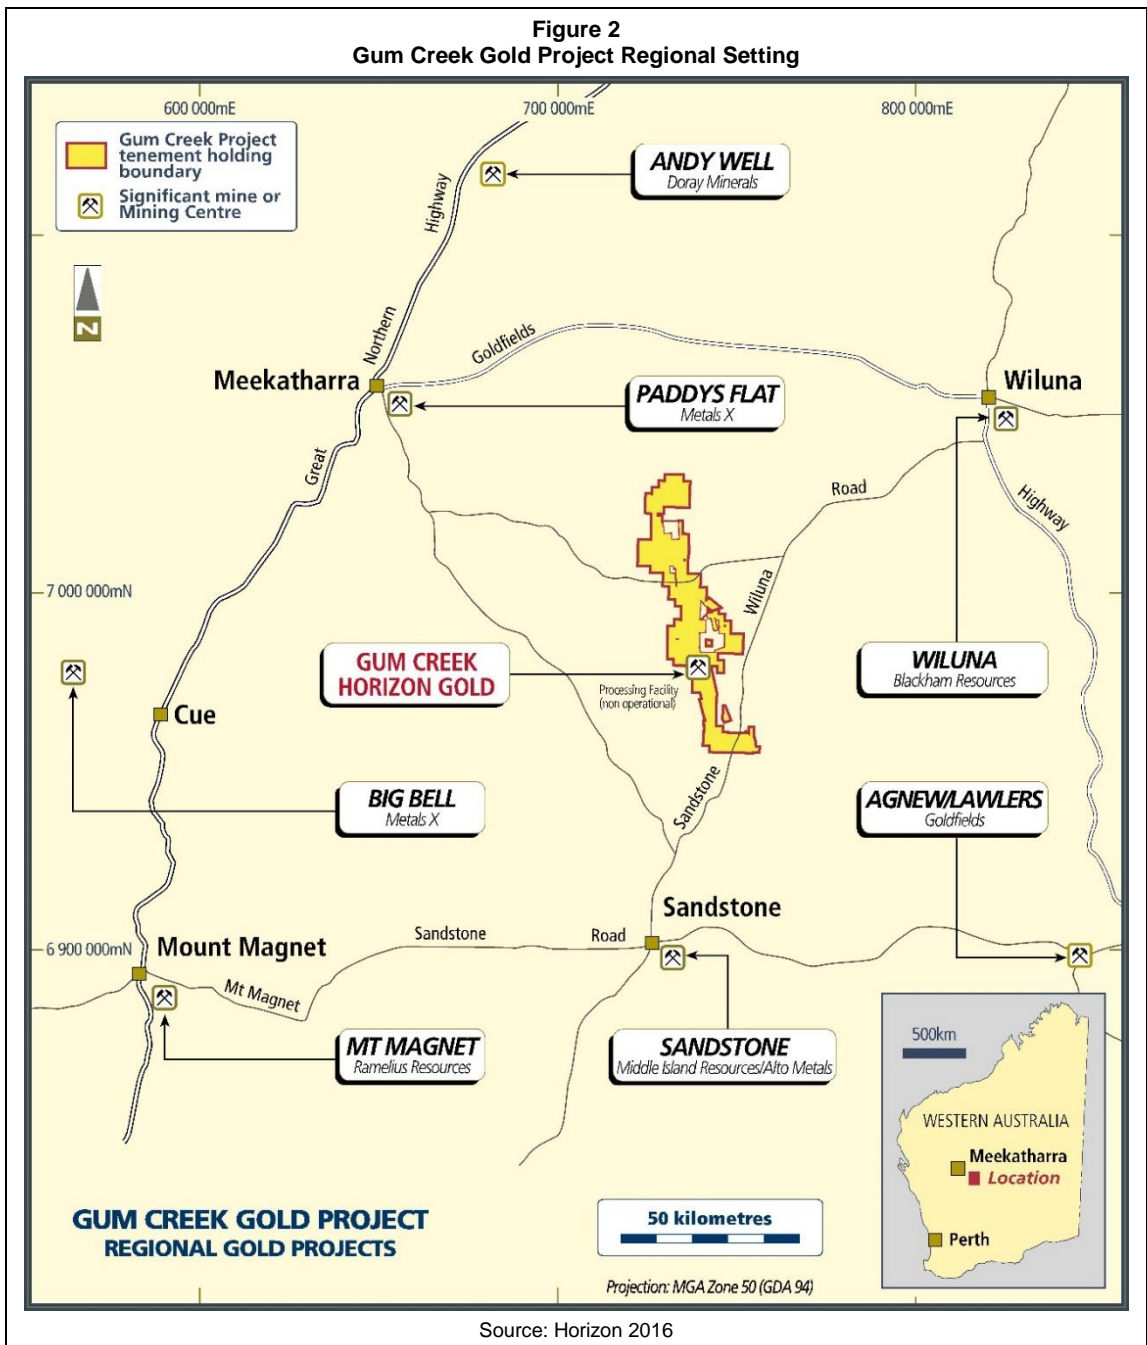 Figure 2
Gum Creek Gold Project Regional Setting
600 000mE
700 000mE
800 000mE
Gum Creek Project
tenement holding
boundary
Significant mine or
Mining Centre
N
Highway
ANDY WELL
Doray Minerals
Northern
Goldfields
Meekatharra
Wiluna
PADDYS FLAT
Metals X
Great
Road
Highway
7 000 000mN
Wiluna
GUM CREEK
HORIZON GOLD
Processing Facility
(non operational)
WILUNA
Blackham Resources
Cue
BIG BELL
Metals X
Sandstone
AGNEW/LAWLERS
Goldfields
Sandstone
6 900 000mN
Mount Magnet
Sandstone
Road
Mt Magnet
MT MAGNET
Ramelius Resources
SANDSTONE
Middle Island Resources/Alto Metals
500km
WESTERN AUSTRALIA
Meekatharra
Location
Perth
GUM CREEK GOLD PROJECT
REGIONAL GOLD PROJECTS
50 kilometres
Projection: MGA Zone 50 (GDA 94)
Source: Horizon 2016